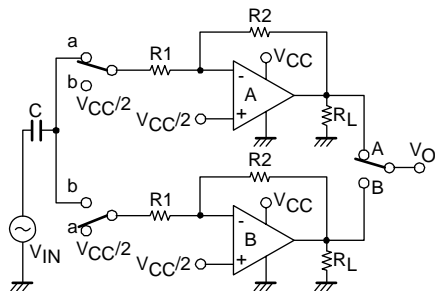 R2
a
R1
VCC
b
-
A
VCC/2
+
C
VCC/2
RL
A
VO
R2
B
b
R1
VCC
a
-
B
VCC/2
VIN
VCC/2
+
RL